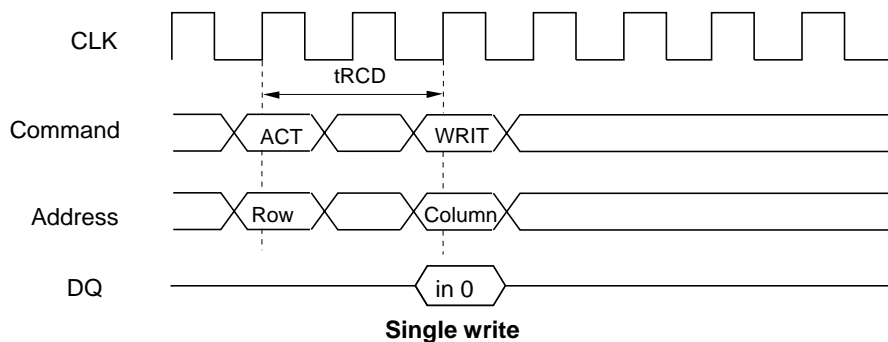 CLK
tRCD
Command ACT WRIT
Address Row Column
DQ in 0
Single write